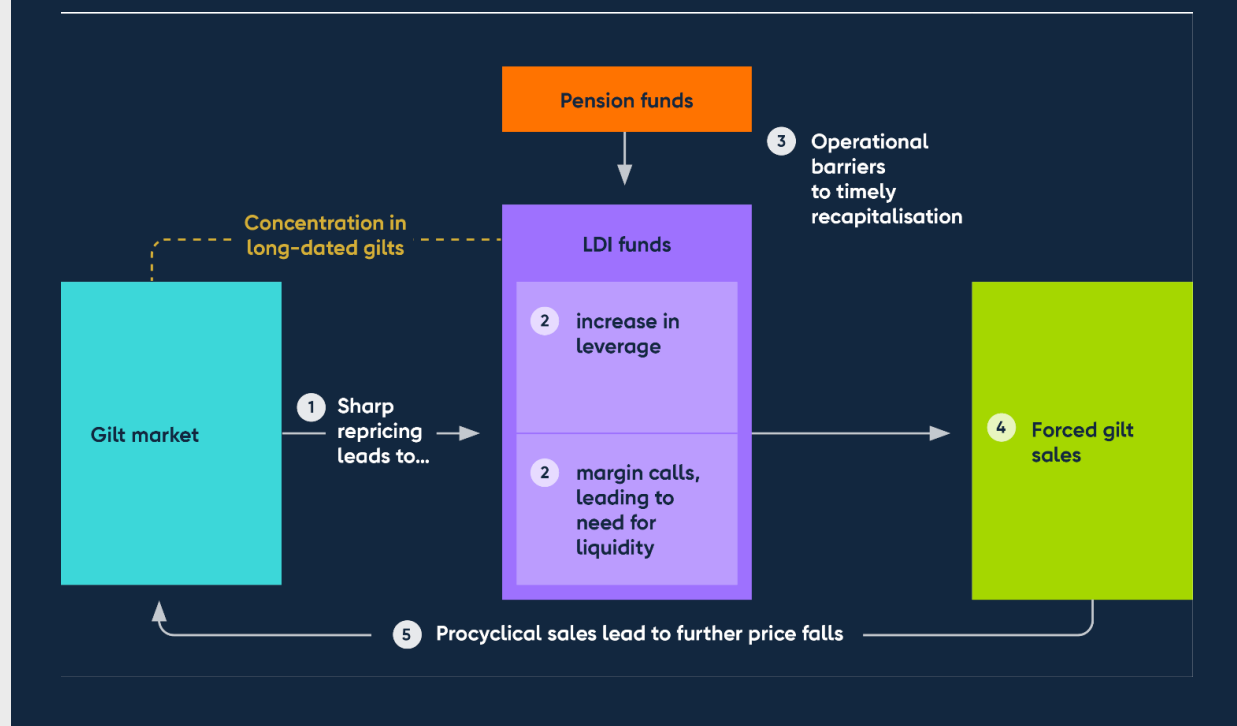 Pension funds
3 Operational
barriers
to timely
recapitalisation
Concentration in
long-dated gilts
LDI funds
Gilt market
1 Sharp
repricing
leads to...
2 increase in
leverage
2 margin calls,
leading to
need for
liquidity
4 Forced gilt
sales
5 Procyclical sales lead to further price falls